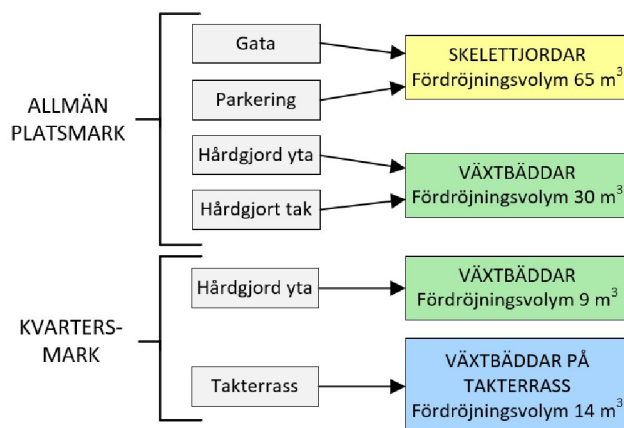 ALLMÄN
PLATSMARK
Gata
Parkering
Hårdgjord yta
Hårdgjort tak
SKELETTJORDAR
Fördröjningsvolym 65 m³
VÄXTBÄDDAR
Fördröjningsvolym 30 m³
KVARTERS-
MARK
Hårdgjord yta
Takterrass
VÄXTBÄDDAR
Fördröjningsvolym 9 m³
VÄXTBÄDDAR PÅ
TAKTERRASS
Fördröjningsvolym 14 m³